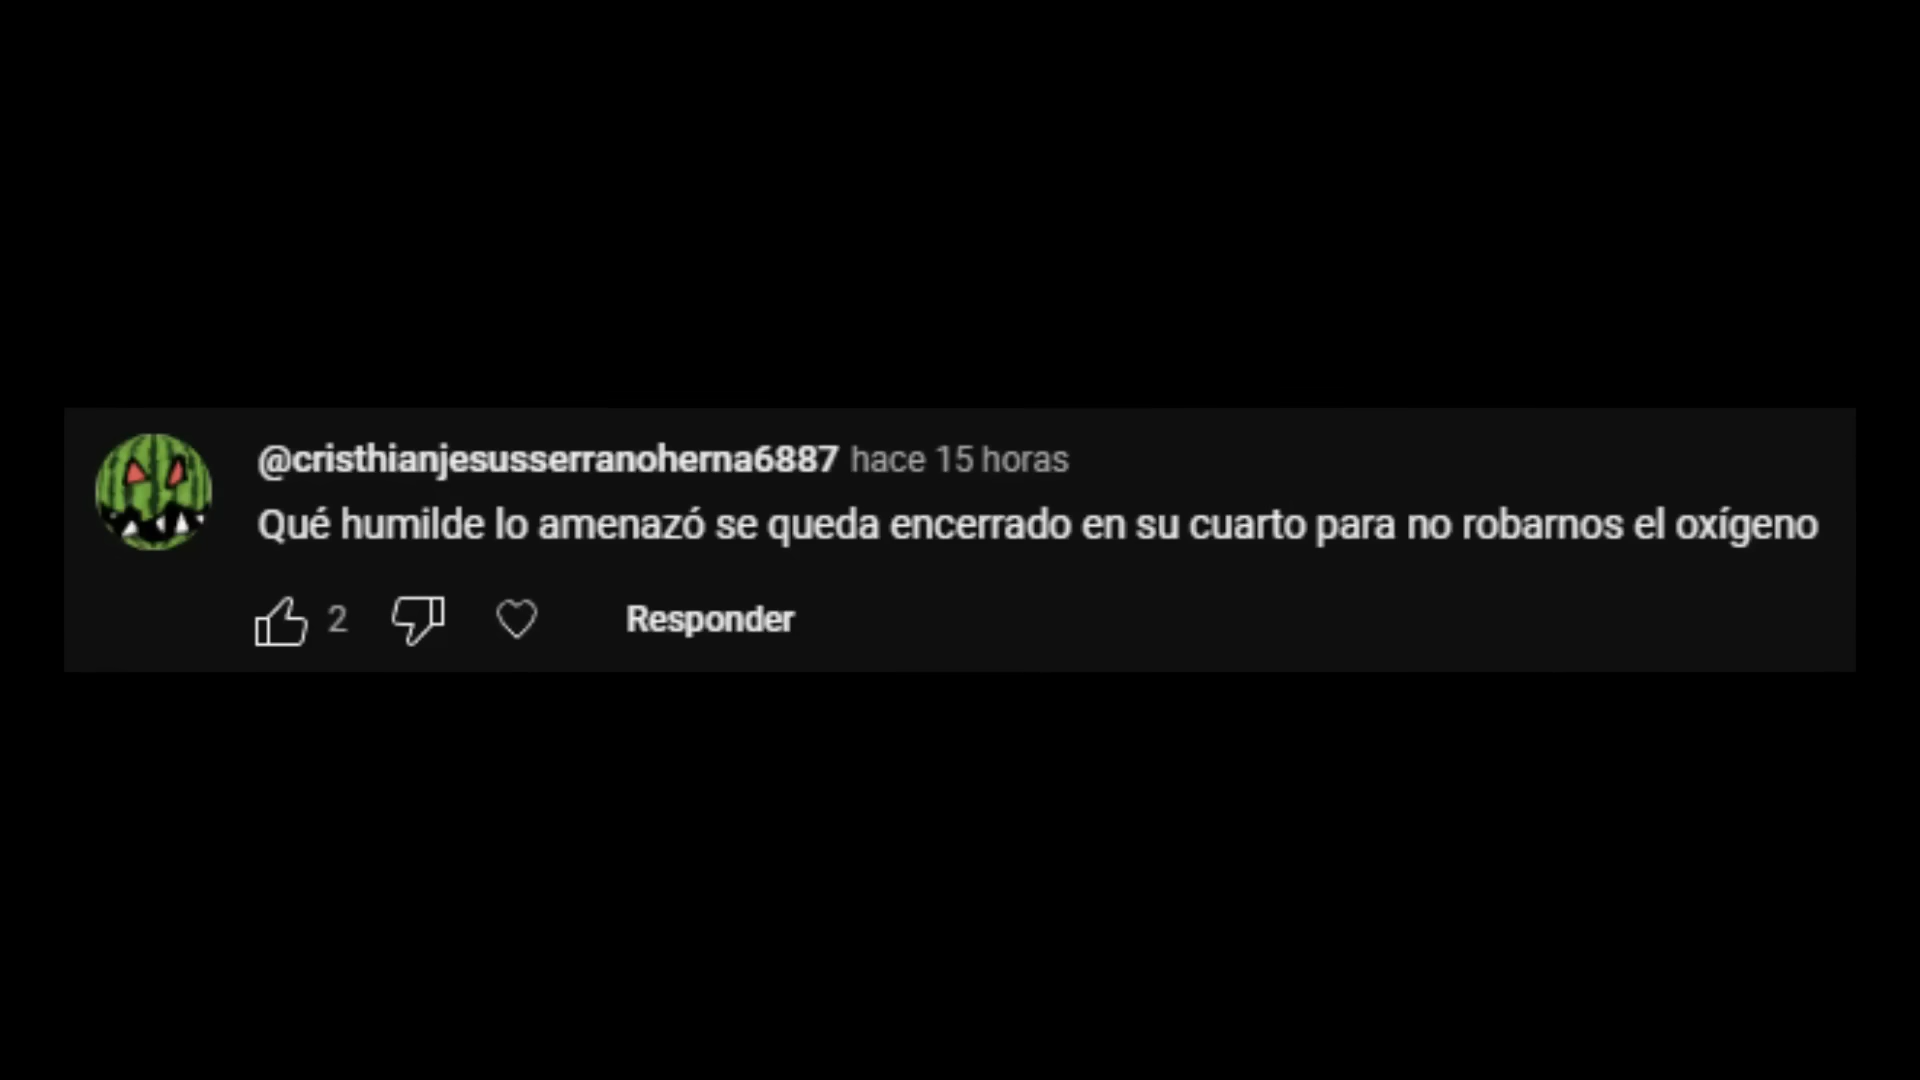 @cristhianjesusserranoherna6887 hace 15 horas
Qué humilde lo amenazó se queda encerrado en su cuarto para no robarnos el oxígeno
2 Responder